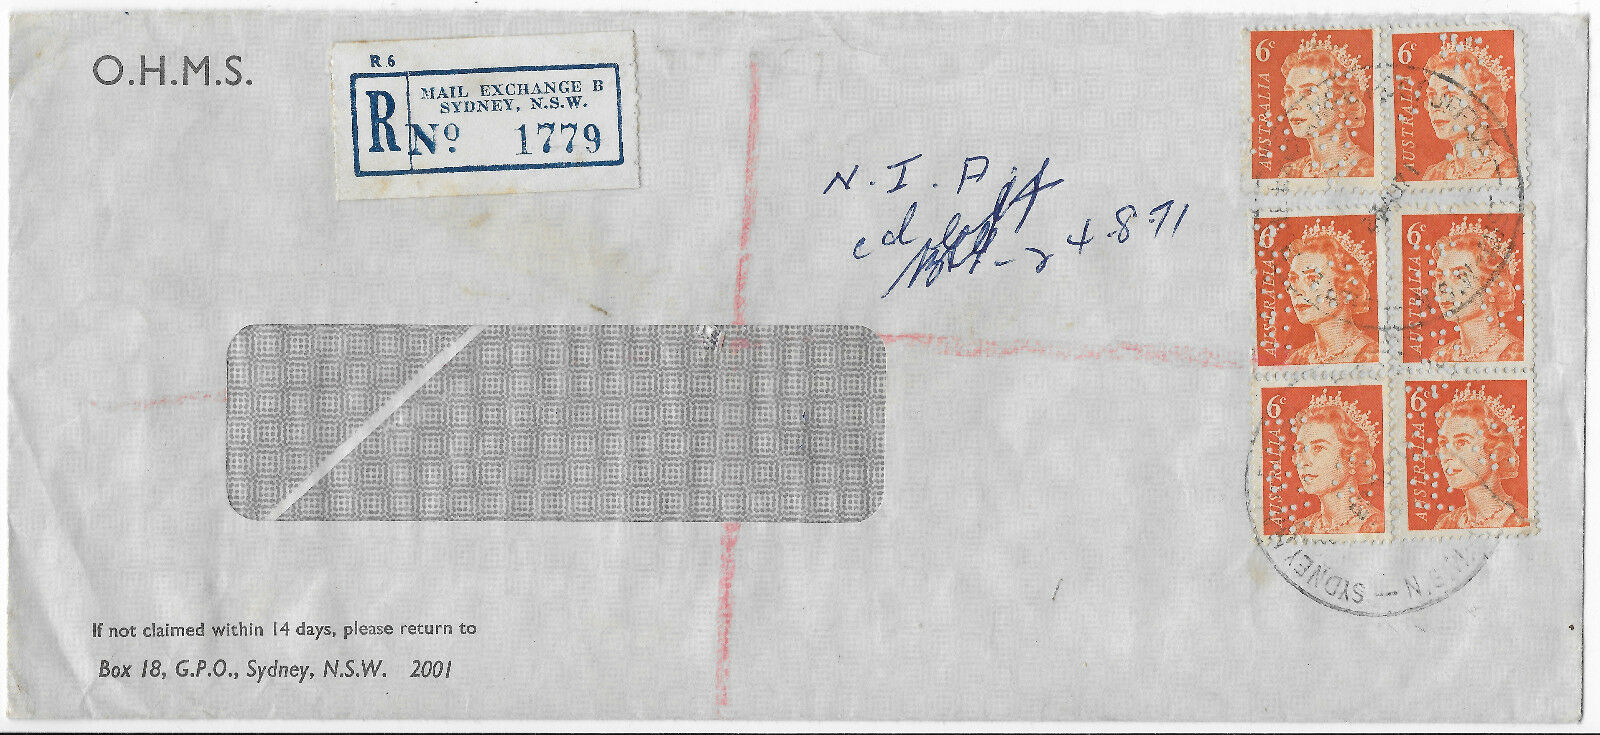 O.H.M.S.
R 6
R
MAIL EXCHANGE B
SYDNEY, N.S.W.
Nº 1779
N. I. P
24-8-71
6c AUSTRALIA
6c AUSTRALIA
6c AUSTRALIA
6c AUSTRALIA
6c AUSTRALIA
6c AUSTRALIA
SYDNEY
N.S.W.
If not claimed within 14 days, please return to
Box 18, G.P.O., Sydney, N.S.W. 2001